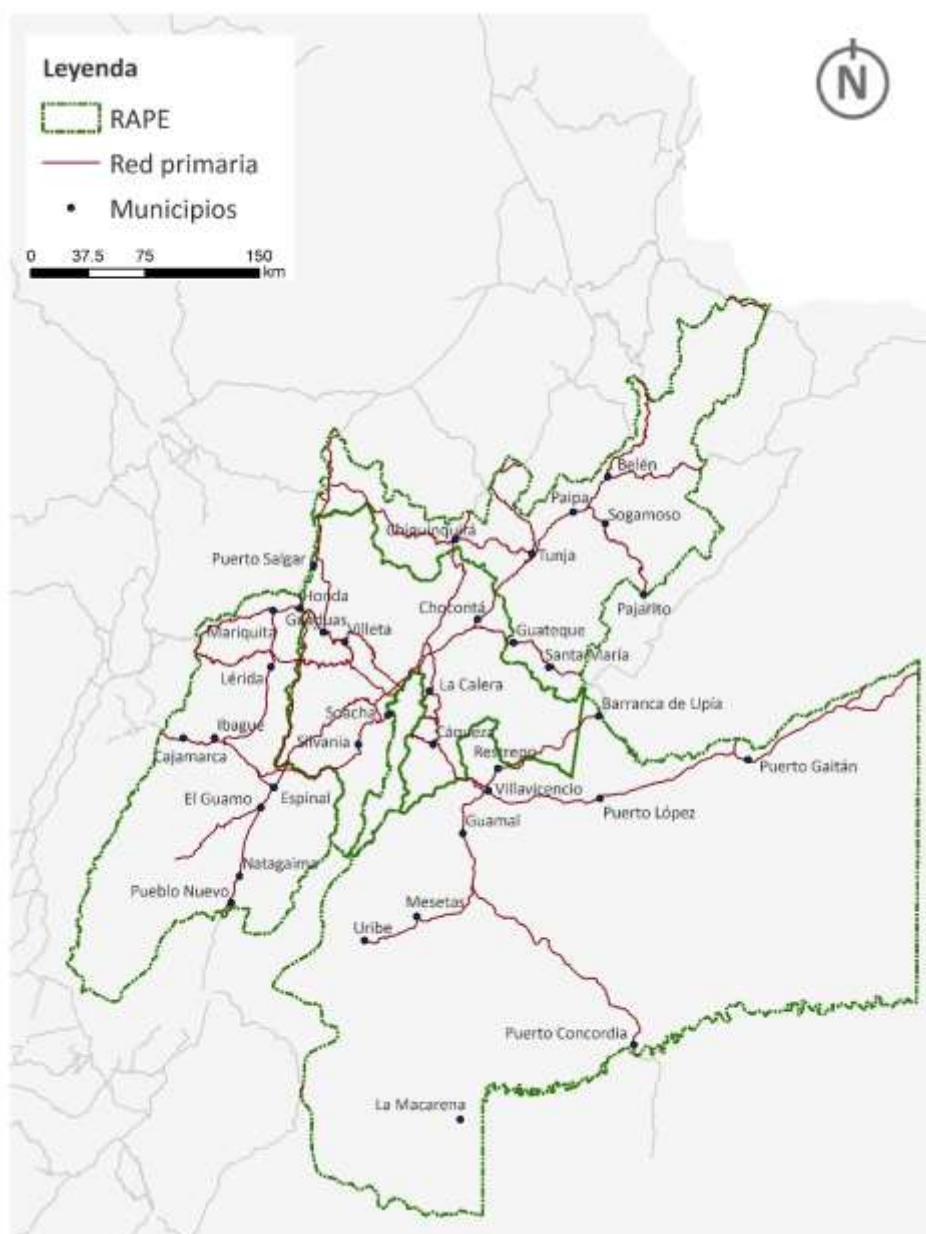 Leyenda
RAPE
Red primaria
Municipios
0 37.5 75 150
km
N
Belén
Paipa
Sogamoso
Chiquinquirá
Tunja
Puerto Salgar
Pajarito
Honda
Chocontá
Guaduas
Villeta
Mariquita
Guateque
Santa María
Lérida
La Calera
Barranca de Upía
Soacha
Ibague
Silvania
Cáqueza
Cajamarca
Restrepo
Puerto Gaitán
Espinal
Villavicencio
El Guamo
Puerto López
Guamal
Natagaima
Pueblo Nuevo
Mesetas
Uribe
Puerto Concordia
La Macarena